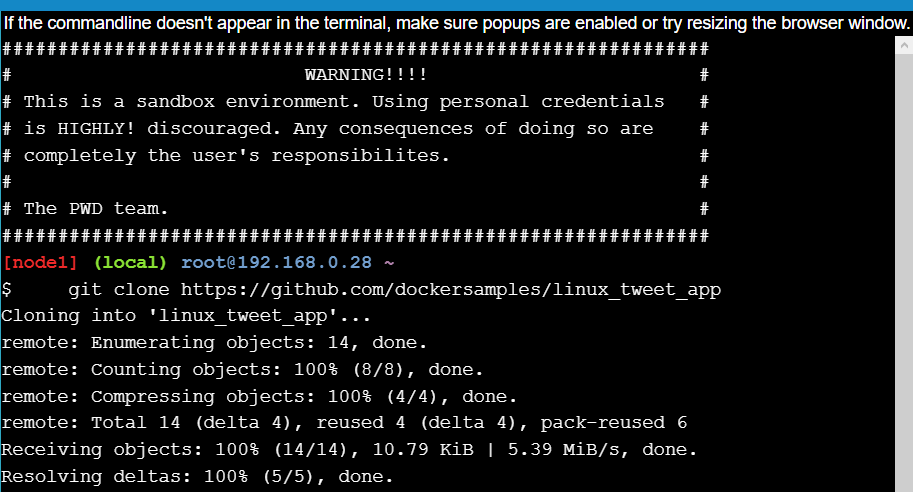 If the commandline doesn't appear in the terminal, make sure popups are enabled or try resizing the browser window.
###############################################################
#                          WARNING!!!!                        #
# This is a sandbox environment. Using personal credentials   #
# is HIGHLY! discouraged. Any consequences of doing so are    #
# completely the user's responsibilites.                      #
#                                                             #
# The PWD team.                                               #
###############################################################
[node1] (local) root@192.168.0.28 ~
$     git clone https://github.com/dockersamples/linux_tweet_app
Cloning into 'linux_tweet_app'...
remote: Enumerating objects: 14, done.
remote: Counting objects: 100% (8/8), done.
remote: Compressing objects: 100% (4/4), done.
remote: Total 14 (delta 4), reused 4 (delta 4), pack-reused 6
Receiving objects: 100% (14/14), 10.79 KiB | 5.39 MiB/s, done.
Resolving deltas: 100% (5/5), done.